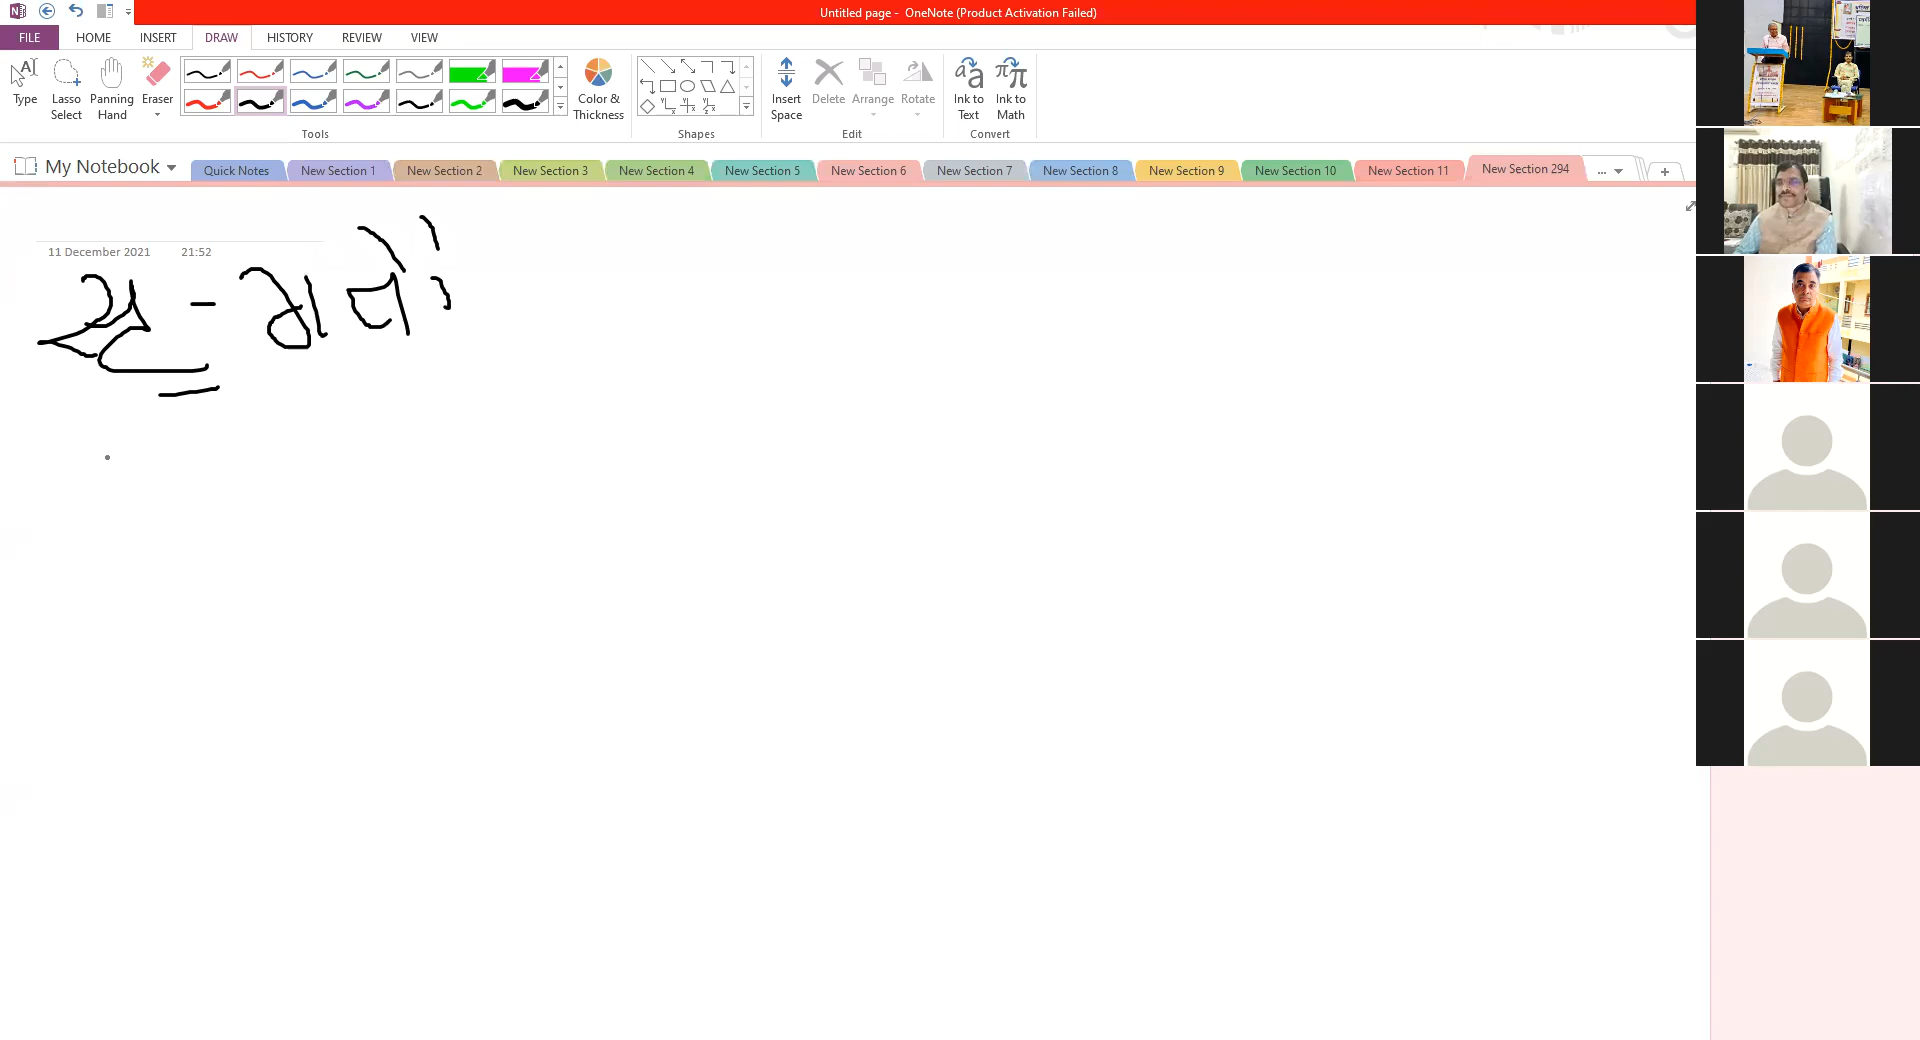 Untitled page - OneNote (Product Activation Failed)
FILE HOME INSERT DRAW HISTORY REVIEW VIEW
Type Lasso Select Panning Hand Eraser Color & Thickness Insert Space Delete Arrange Rotate Ink to Text Ink to Math
Tools Shapes Edit Convert
My Notebook Quick Notes New Section 1 New Section 2 New Section 3 New Section 4 New Section 5 New Section 6 New Section 7 New Section 8 New Section 9 New Section 10 New Section 11 New Section 294 ...
11 December 2021 21:52